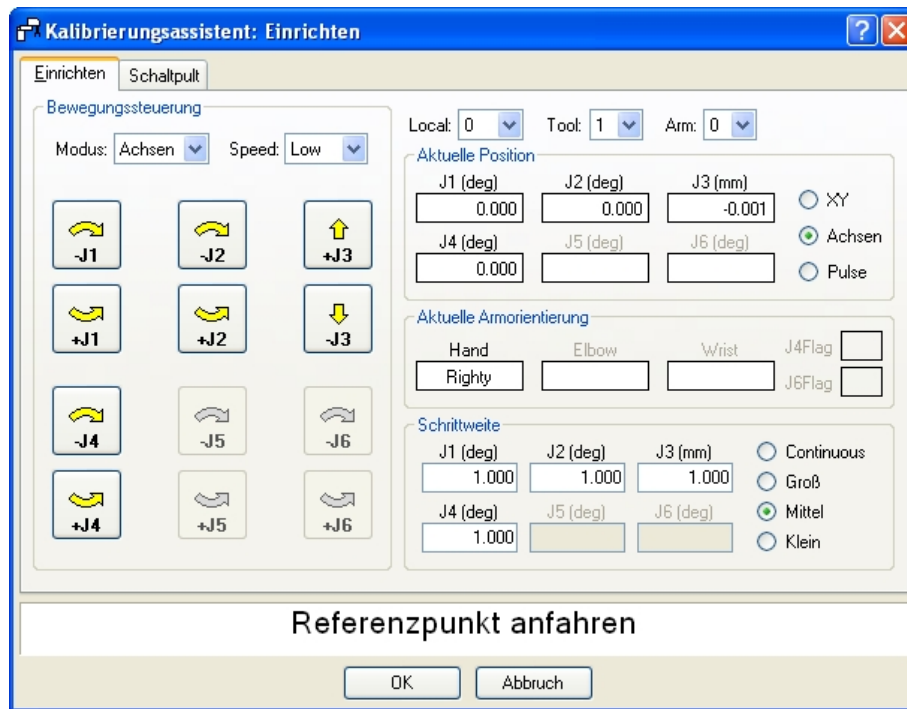 Kalibrierungsassistent: Einrichten
Einrichten Schaltpult
Bewegungssteuerung
Modus: Achsen Speed: Low
-J1 -J2 +J3
+J1 +J2 -J3
-J4 -J5 -J6
+J4 +J5 +J6
Local: 0 Tool: 1 Arm: 0
Aktuelle Position
J1 (deg) J2 (deg) J3 (mm)
0.000 0.000 -0.001
J4 (deg) J5 (deg) J6 (deg)
0.000
XY
Achsen
Pulse
Aktuelle Armorientierung
Hand Elbow Wrist
Righty
J4Flag
J6Flag
Schrittweite
J1 (deg) J2 (deg) J3 (mm)
1.000 1.000 1.000
J4 (deg) J5 (deg) J6 (deg)
1.000
Continuous
Groß
Mittel
Klein
Referenzpunkt anfahren
OK Abbruch